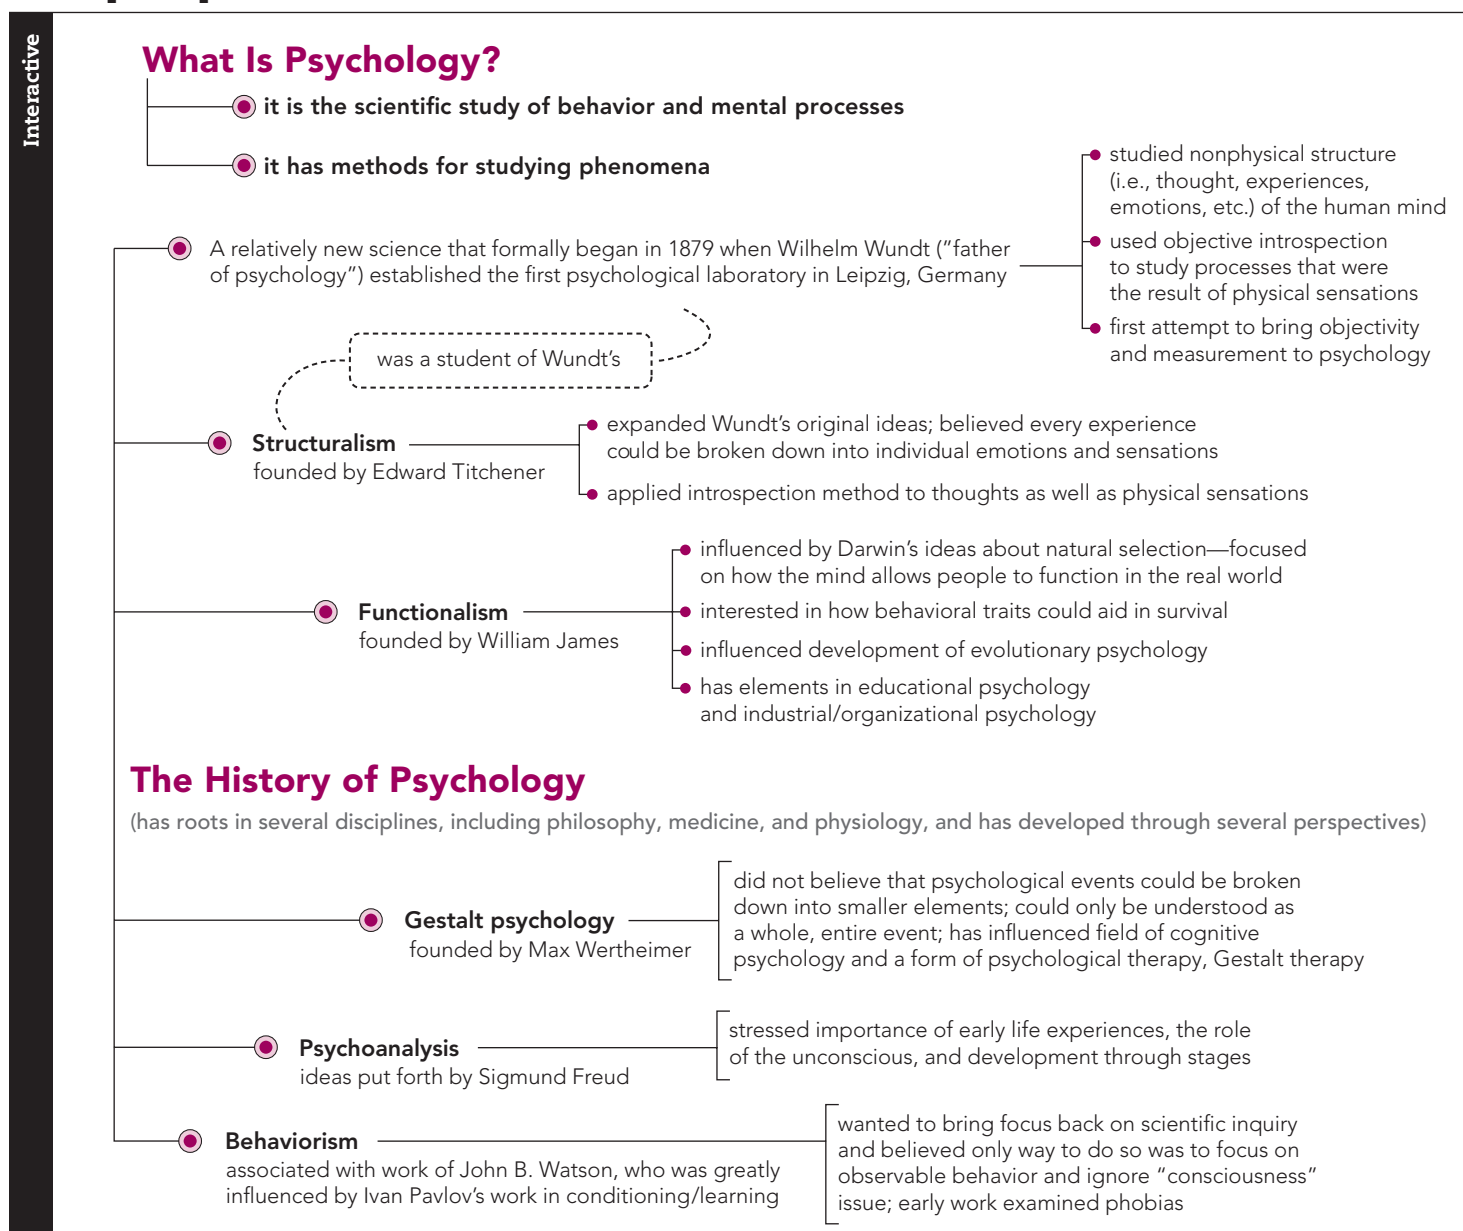 Interactive
What Is Psychology?
it is the scientific study of behavior and mental processes
it has methods for studying phenomena
A relatively new science that formally began in 1879 when Wilhelm Wundt (“father
of psychology”) established the first psychological laboratory in Leipzig, Germany
studied nonphysical structure
(i.e., thought, experiences,
emotions, etc.) of the human mind
used objective introspection
to study processes that were
the result of physical sensations
first attempt to bring objectivity
and measurement to psychology
was a student of Wundt’s
Structuralism
founded by Edward Titchener
expanded Wundt’s original ideas; believed every experience
could be broken down into individual emotions and sensations
applied introspection method to thoughts as well as physical sensations
Functionalism
founded by William James
influenced by Darwin’s ideas about natural selection—focused
on how the mind allows people to function in the real world
interested in how behavioral traits could aid in survival
influenced development of evolutionary psychology
has elements in educational psychology
and industrial/organizational psychology
The History of Psychology
(has roots in several disciplines, including philosophy, medicine, and physiology, and has developed through several perspectives)
Gestalt psychology
founded by Max Wertheimer
did not believe that psychological events could be broken
down into smaller elements; could only be understood as
a whole, entire event; has influenced field of cognitive
psychology and a form of psychological therapy, Gestalt therapy
Psychoanalysis
ideas put forth by Sigmund Freud
stressed importance of early life experiences, the role
of the unconscious, and development through stages
Behaviorism
associated with work of John B. Watson, who was greatly
influenced by Ivan Pavlov’s work in conditioning/learning
wanted to bring focus back on scientific inquiry
and believed only way to do so was to focus on
observable behavior and ignore “consciousness”
issue; early work examined phobias